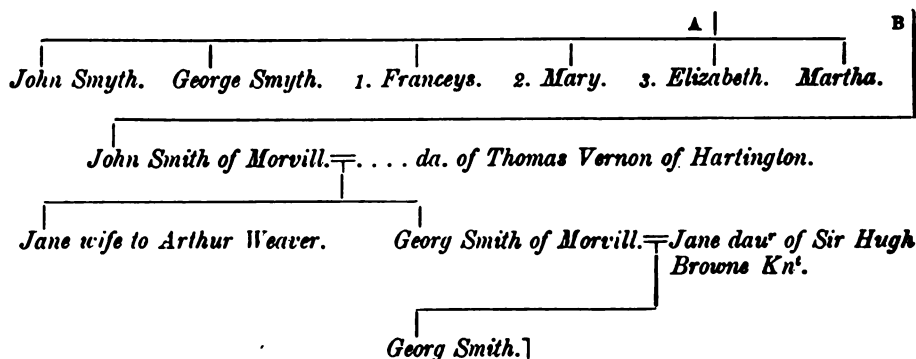 A B
John Smyth. George Smyth. 1. Franceys. 2. Mary. 3. Elizabeth. Martha.
John Smith of Morvill.=. . . . da. of Thomas Vernon of Hartington.
Jane wife to Arthur Weaver. Georg Smith of Morvill.=Jane dauʳ of Sir Hugh
Browne Knᵗ.
Georg Smith.]